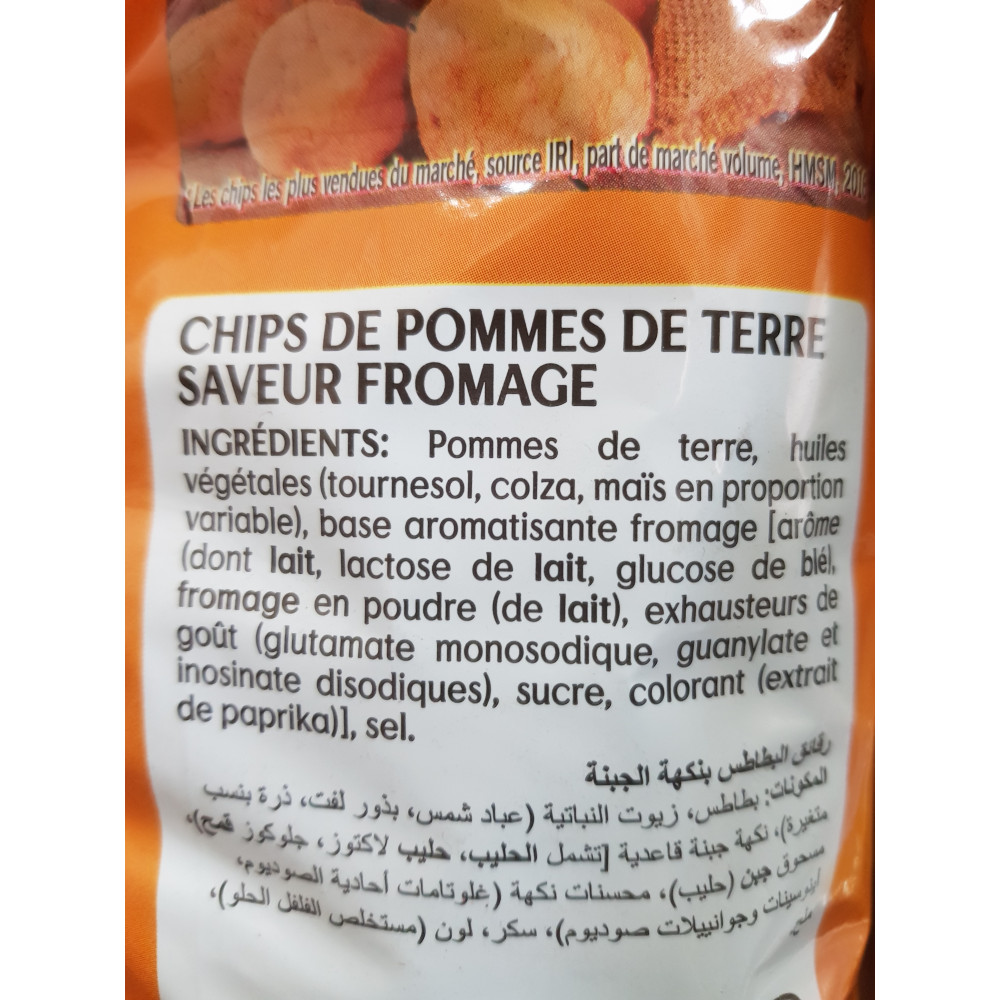 *Les chips les plus vendues du marché, source IRI, part de marché volume, HMSM
CHIPS DE POMMES DE TERRE
SAVEUR FROMAGE
INGRÉDIENTS: Pommes de terre, huiles
végétales (tournesol, colza, maïs en proportion
variable), base aromatisante fromage [arôme
(dont lait, lactose de lait, glucose de blé),
fromage en poudre (de lait), exhausteurs de
goût (glutamate monosodique, guanylate et
inosinate disodiques), sucre, colorant (extrait
de paprika)], sel.
رقائق البطاطس بنكهة الجبنة
المكونات: بطاطس، زيوت النباتية (عباد شمس، بذور لفت، ذرة بنسب
متغيرة)، نكهة جبنة قاعدية [تشمل الحليب، حليب لاكتوز، جلوكوز قمح)،
مسحوق جبن (حليب)، محسنات نكهة (غلوتامات أحادية الصوديوم،
وجوانييلات صوديوم)، سكر، لون (مستخلص الفلفل الحلو)،
ملح